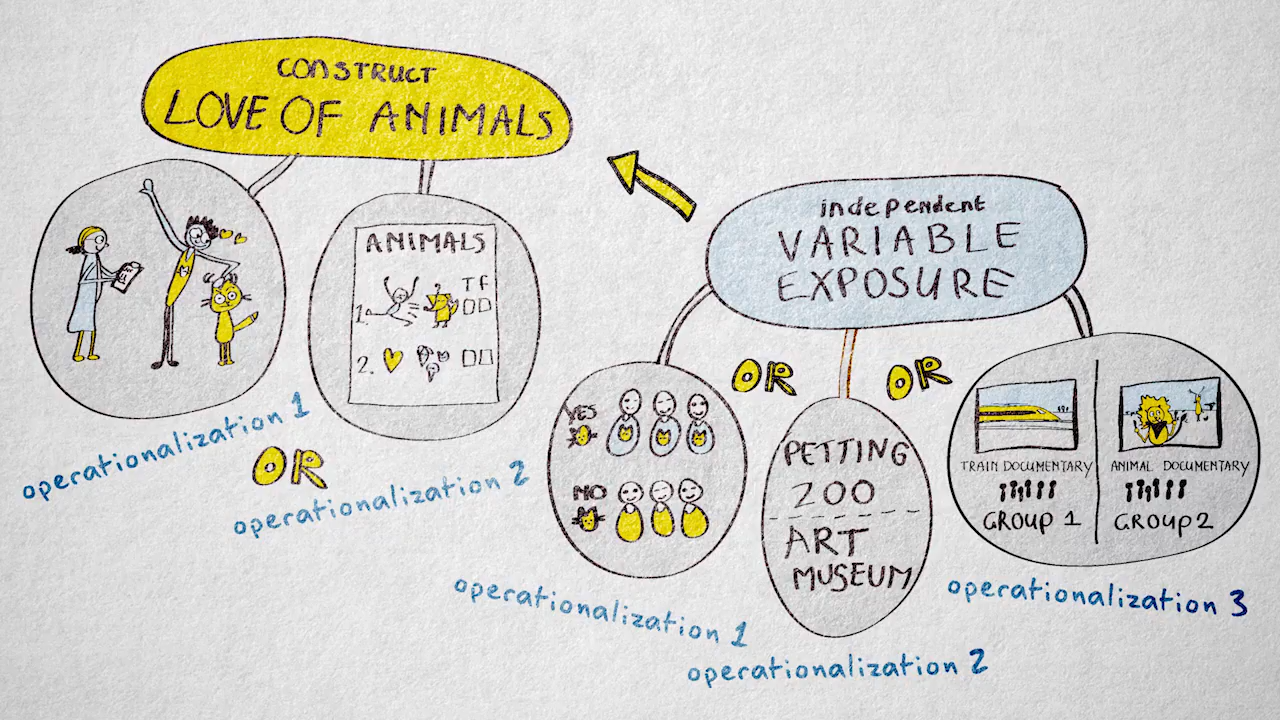 CONSTRUCT
LOVE OF ANIMALS
ANIMALS
T F
1.
2.
operationalization 1
OR
operationalization 2
independent
VARIABLE
EXPOSURE
OR
OR
YES
NO
operationalization 1
PETTING
ZOO
ART
MUSEUM
operationalization 2
TRAIN DOCUMENTARY
GROUP 1
ANIMAL DOCUMENTARY
GROUP 2
operationalization 3